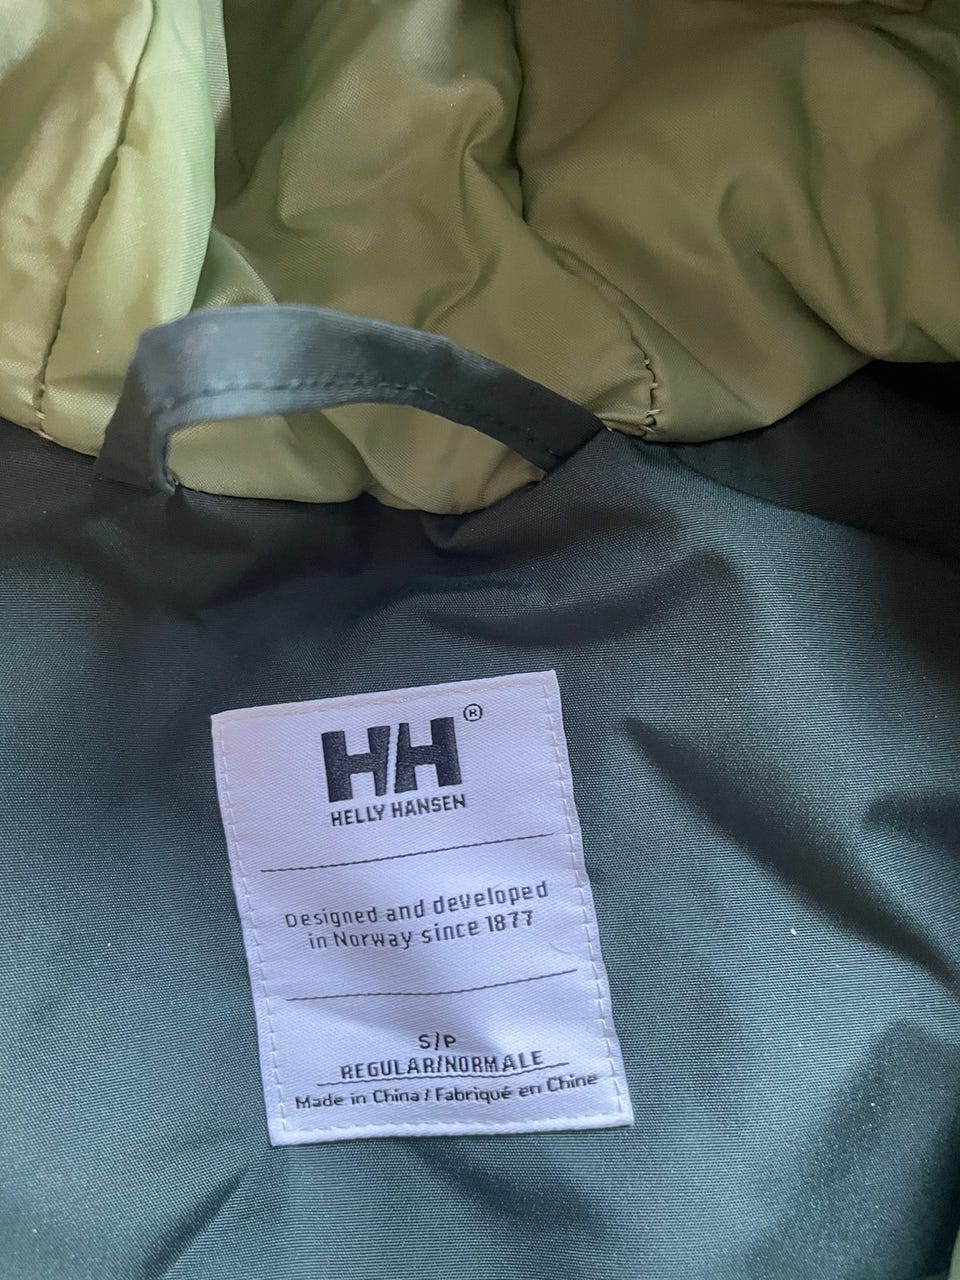 HH®
HELLY HANSEN
Designed and developed
in Norway since 1877
S/P
REGULAR/NORMALE
Made in China / Fabriqué en Chine